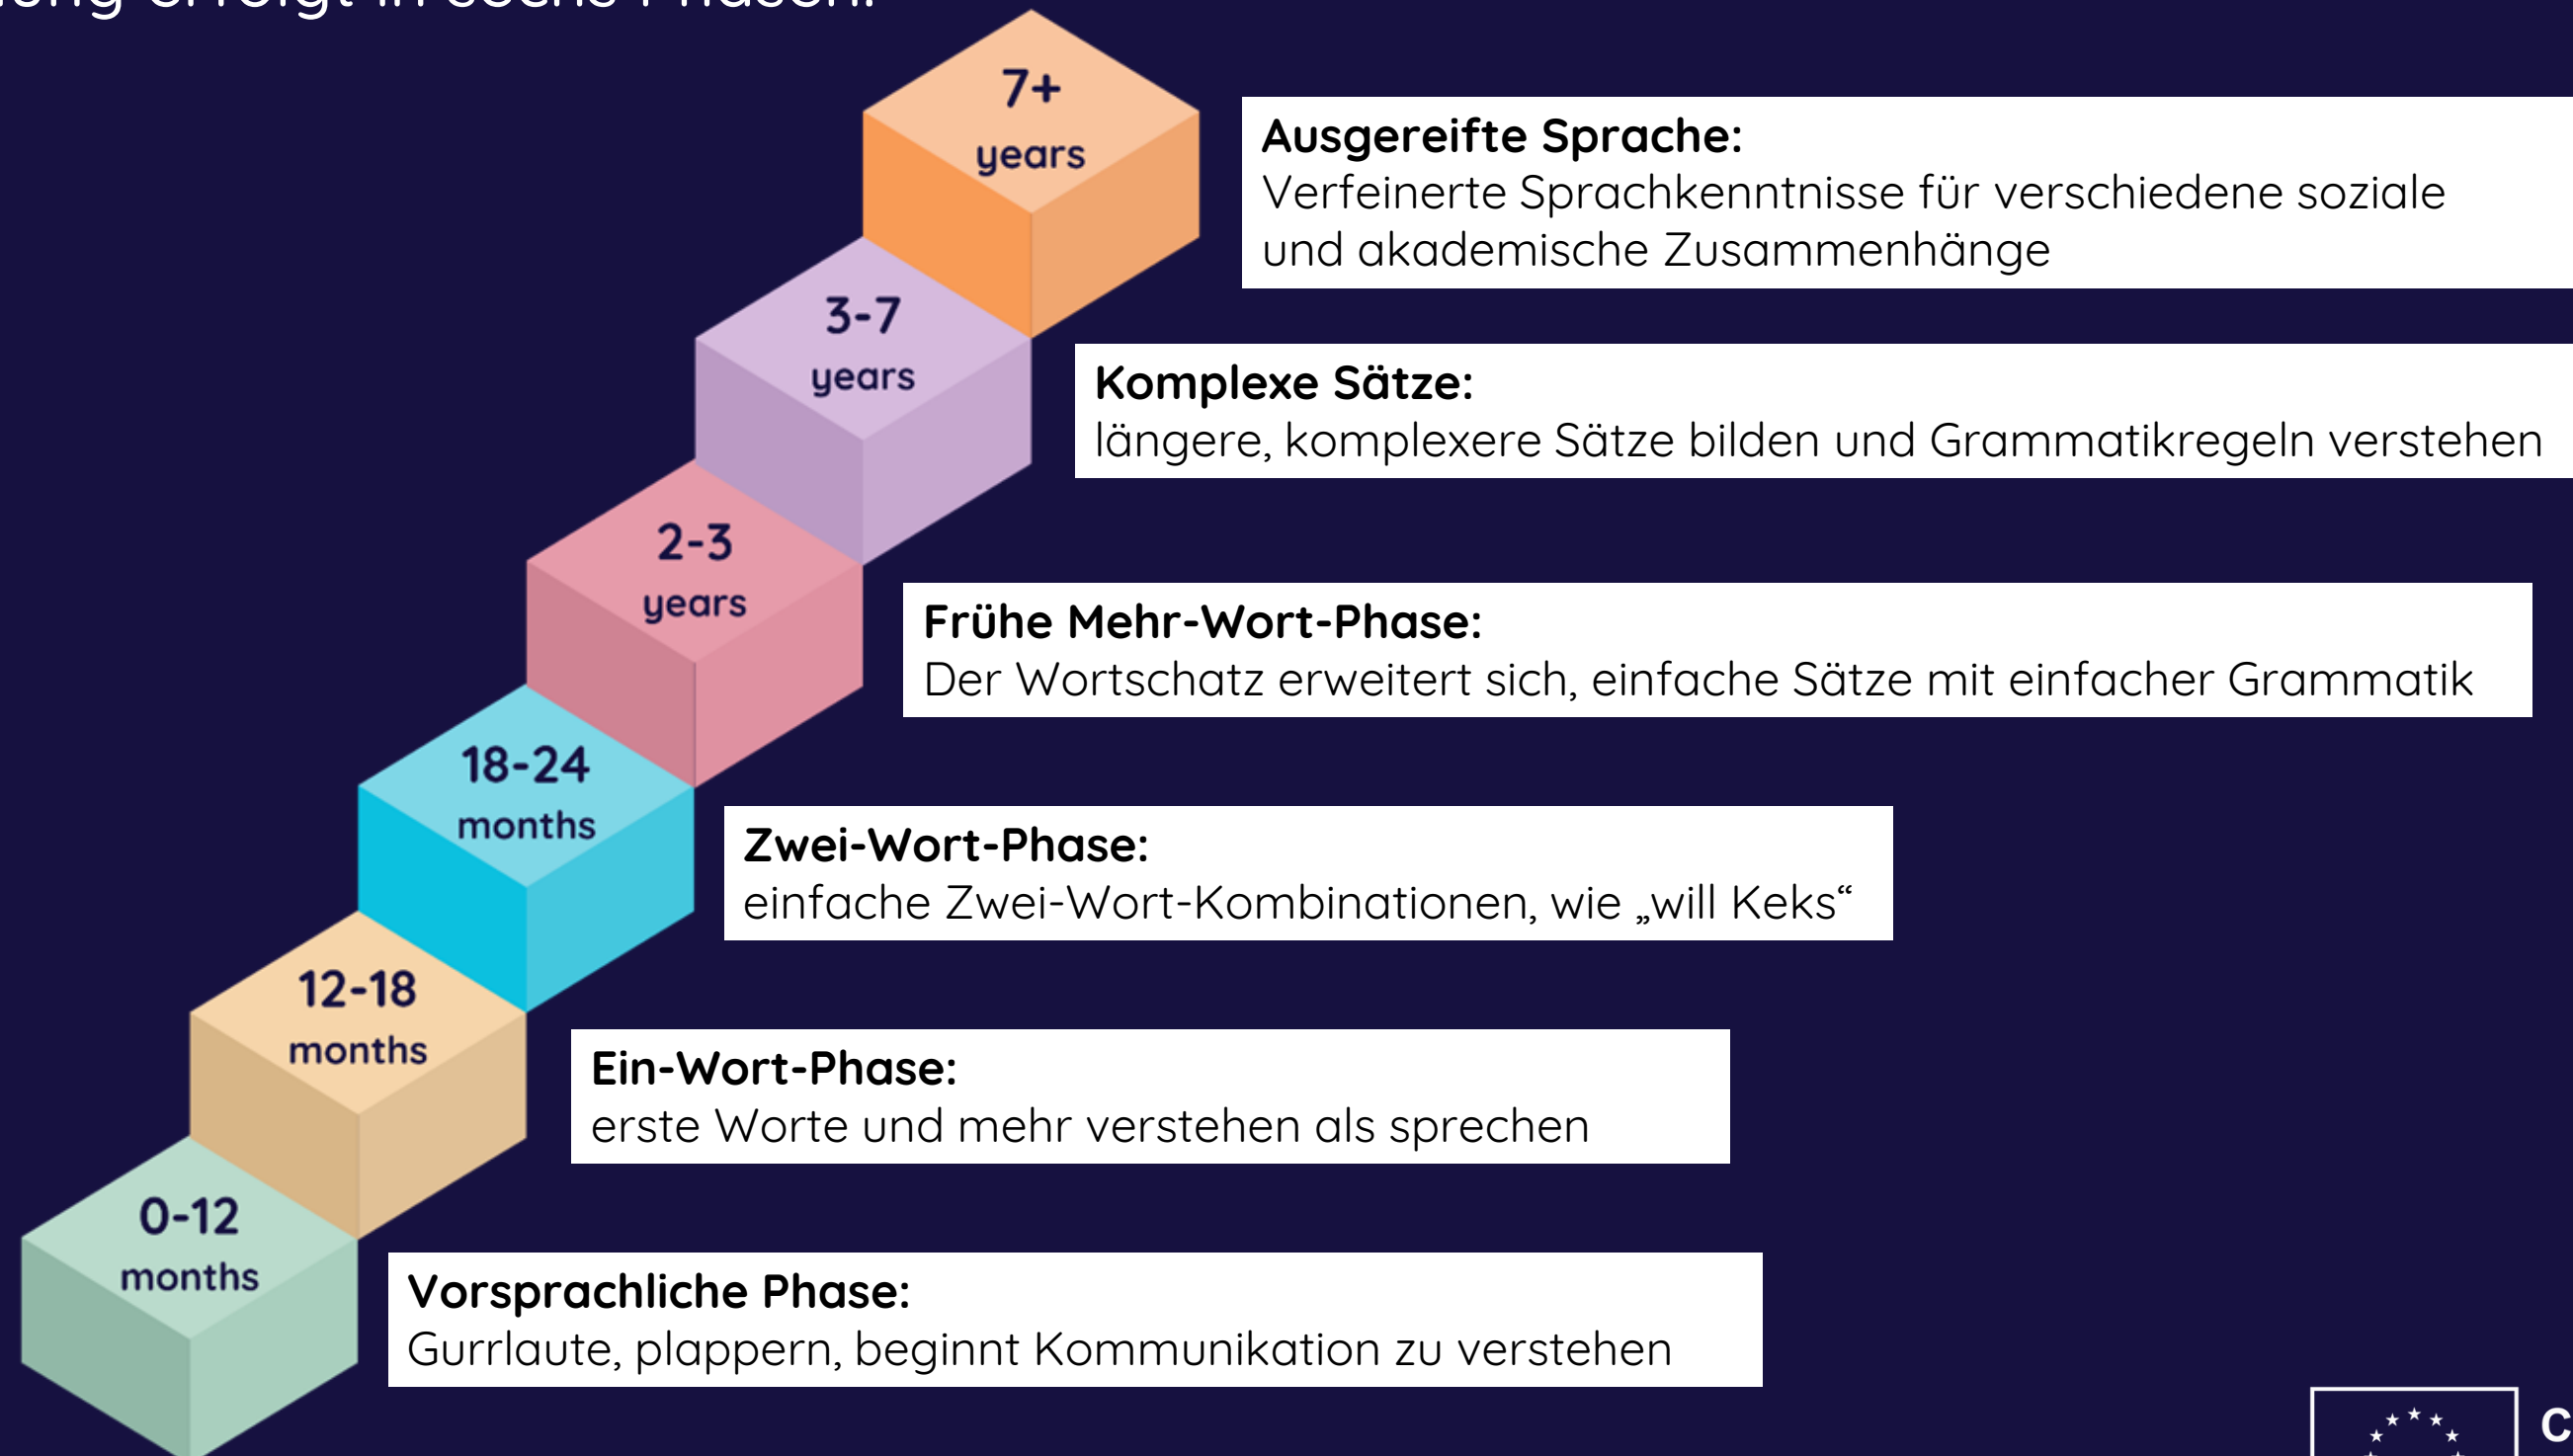 erfolgt in sechs Phasen:
7+
years
Ausgereifte Sprache:
Verfeinerte Sprachkenntnisse für verschiedene soziale
und akademische Zusammenhänge
3-7
years
Komplexe Sätze:
längere, komplexere Sätze bilden und Grammatikregeln verstehen
2-3
years
Frühe Mehr-Wort-Phase:
Der Wortschatz erweitert sich, einfache Sätze mit einfacher Grammatik
18-24
months
Zwei-Wort-Phase:
einfache Zwei-Wort-Kombinationen, wie „will Keks“
12-18
months
Ein-Wort-Phase:
erste Worte und mehr verstehen als sprechen
0-12
months
Vorsprachliche Phase:
Gurrlaute, plappern, beginnt Kommunikation zu verstehen